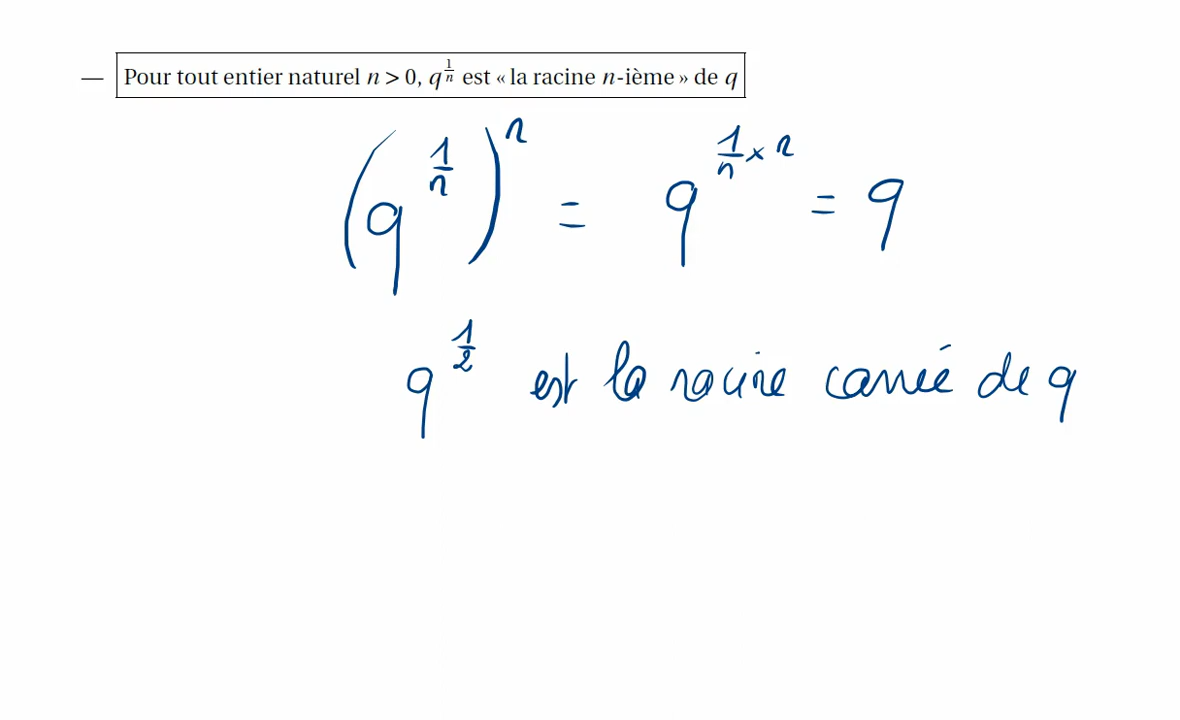 — Pour tout entier naturel n > 0, q^{1/n} est « la racine n-ième » de q
(q^{1/n})^n = q^{1/n × n} = q
q^{1/2} est la racine carrée de q